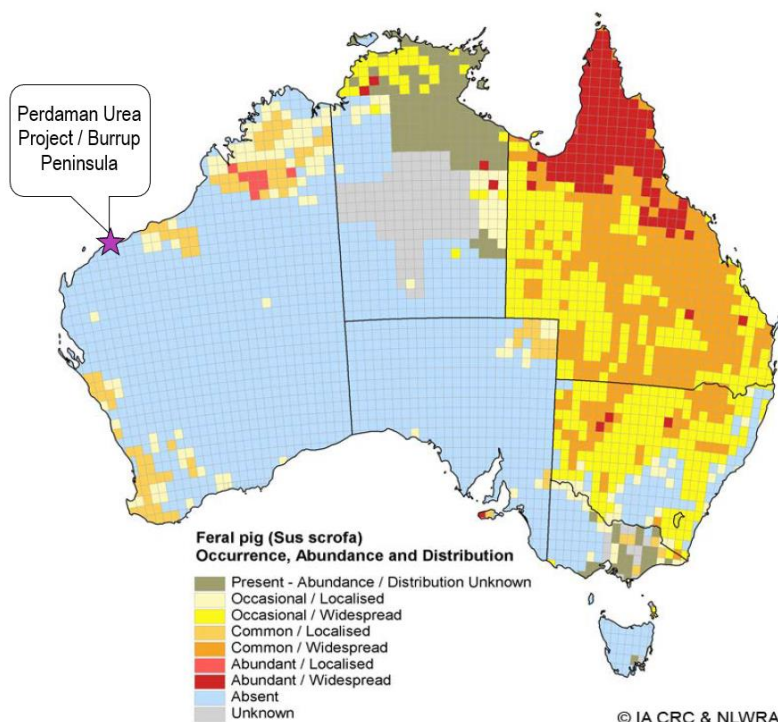 Perdaman Urea
Project / Burrup
Peninsula
Feral pig (Sus scrofa)
Occurrence, Abundance and Distribution
Present - Abundance / Distribution Unknown
Occasional / Localised
Occasional / Widespread
Common / Localised
Common / Widespread
Abundant / Localised
Abundant / Widespread
Absent
Unknown
© IA CRC & NLWRA